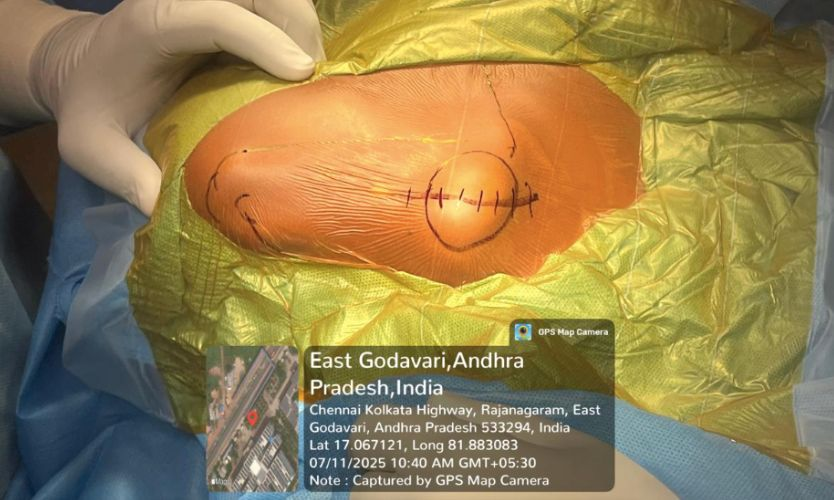 GPS Map Camera
East Godavari,Andhra
Pradesh,India
Chennai Kolkata Highway, Rajanagaram, East
Godavari, Andhra Pradesh 533294, India
Lat 17.067121, Long 81.883083
07/11/2025 10:40 AM GMT+05:30
Note : Captured by GPS Map Camera